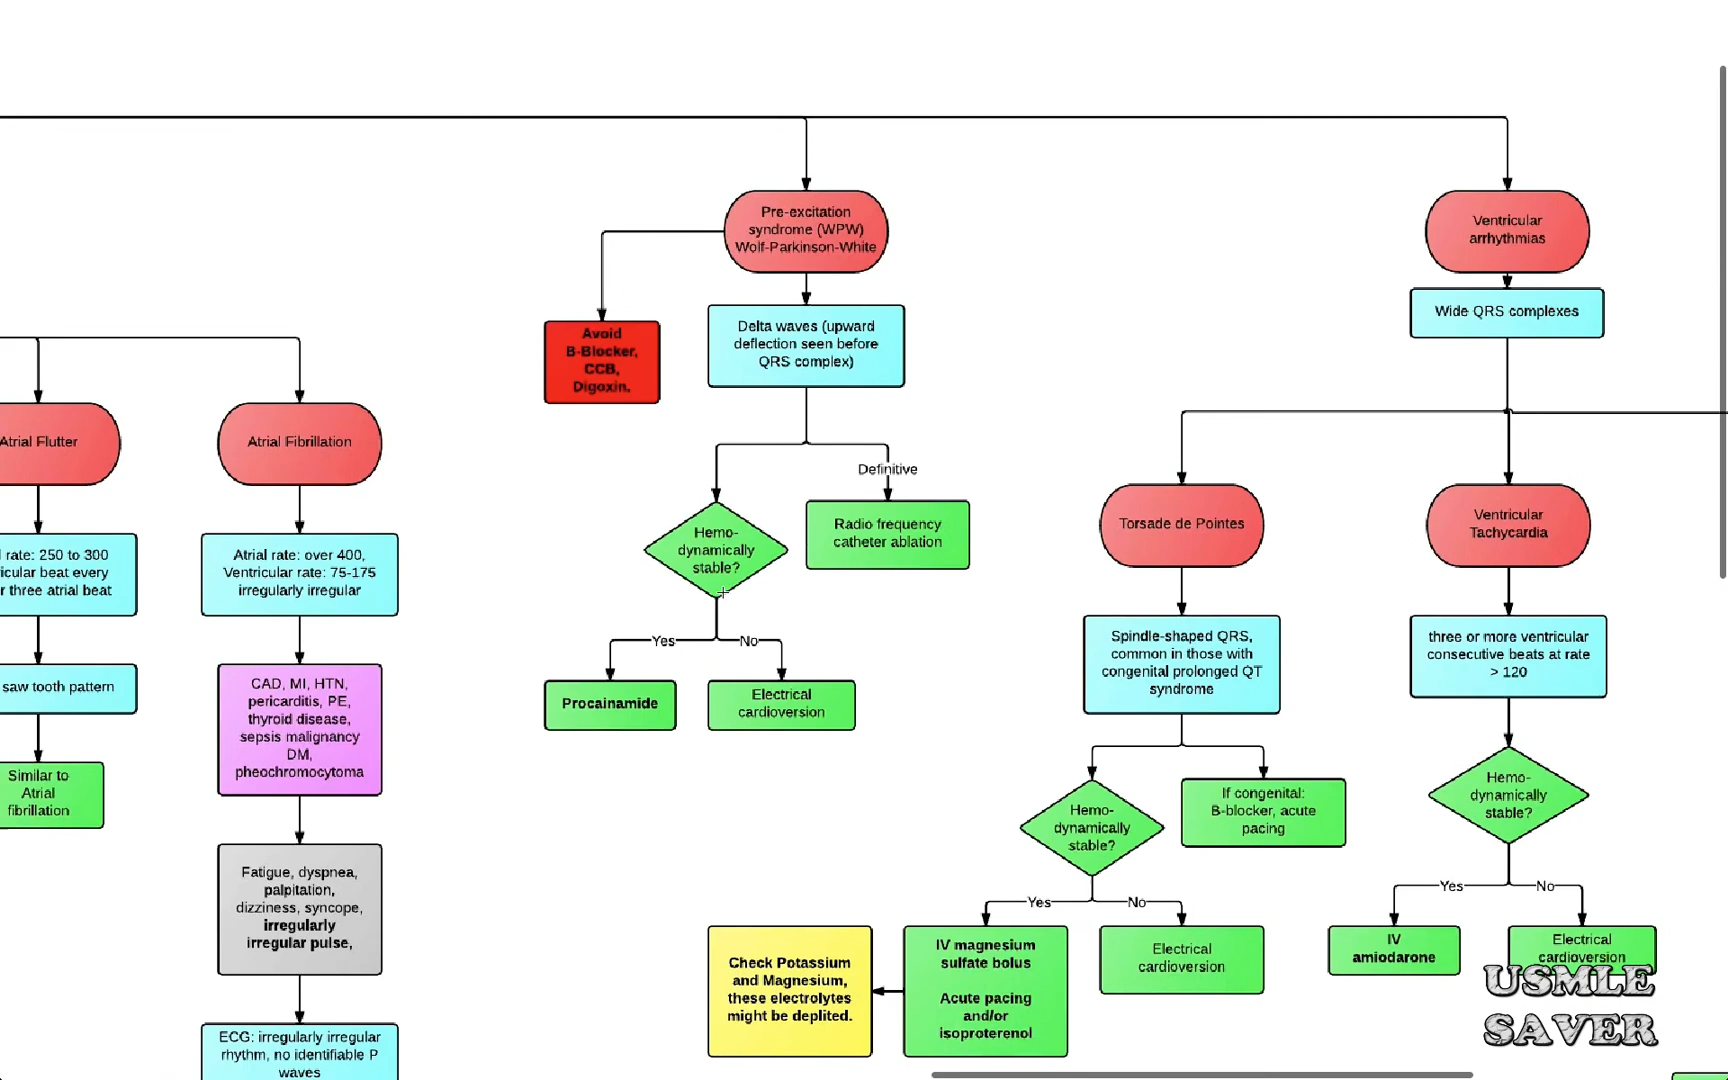 Pre-excitation
syndrome (WPW)
Wolf-Parkinson-White
Avoid
B-Blocker,
CCB,
Digoxin.
Delta waves (upward
deflection seen before
QRS complex)
Definitive
Hemo-
dynamically
stable?
Radio frequency
catheter ablation
Yes
No
Procainamide
Electrical
cardioversion
Ventricular
arrhythmias
Wide QRS complexes
Atrial Flutter
rate: 250 to 300
beat every
three atrial beat
saw tooth pattern
Similar to
Atrial
fibrillation
Atrial Fibrillation
Atrial rate: over 400,
Ventricular rate: 75-175
irregularly irregular
CAD, MI, HTN,
pericarditis, PE,
thyroid disease,
sepsis malignancy
DM,
pheochromocytoma
Fatigue, dyspnea,
palpitation,
dizziness, syncope,
irregularly
irregular pulse,
ECG: irregularly irregular
rhythm, no identifiable P
waves
Torsade de Pointes
Spindle-shaped QRS,
common in those with
congenital prolonged QT
syndrome
Hemo-
dynamically
stable?
If congenital:
B-blocker, acute
pacing
Yes
No
Check Potassium
and Magnesium,
these electrolytes
might be deplited.
IV magnesium
sulfate bolus
Acute pacing
and/or
isoproterenol
Electrical
cardioversion
Ventricular
Tachycardia
three or more ventricular
consecutive beats at rate
> 120
Hemo-
dynamically
stable?
Yes
No
IV
amiodarone
Electrical
cardioversion
USMLE
SAVER